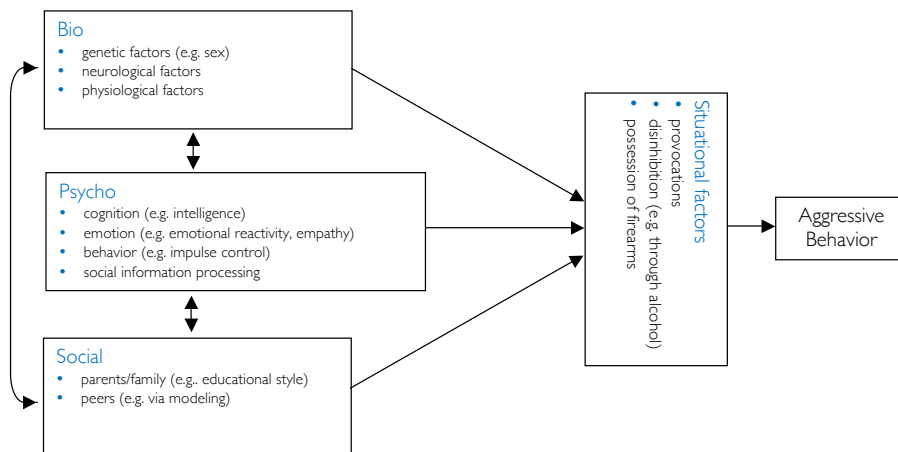 Bio
• genetic factors (e.g. sex)
• neurological factors
• physiological factors
Psycho
• cognition (e.g. intelligence)
• emotion (e.g. emotional reactivity, empathy)
• behavior (e.g. impulse control)
• social information processing
Social
• parents/family (e.g.. educational style)
• peers (e.g. via modeling)
Situational factors
• provocations
• disinhibition (e.g. through alcohol)
• possession of firearms
Aggressive
Behavior